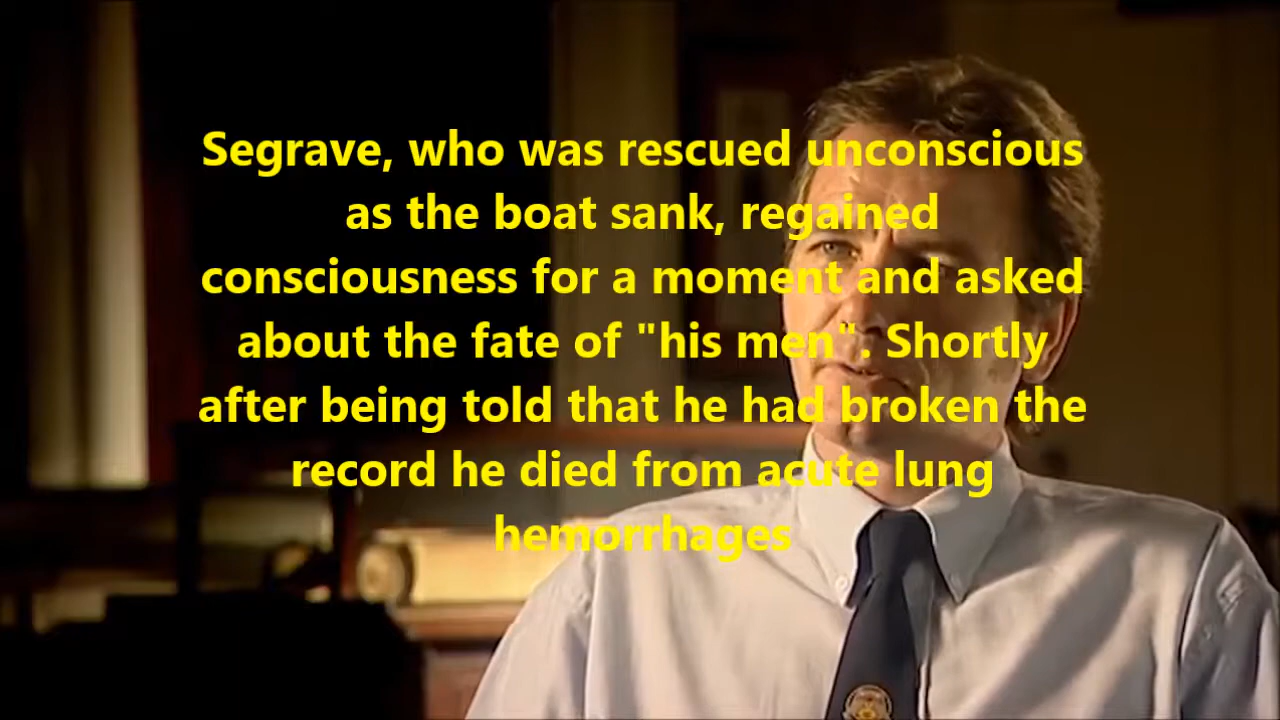 Segrave, who was rescued unconscious
as the boat sank, regained
consciousness for a moment and asked
about the fate of "his men". Shortly
after being told that he had broken the
record he died from acute lung
hemorrhages